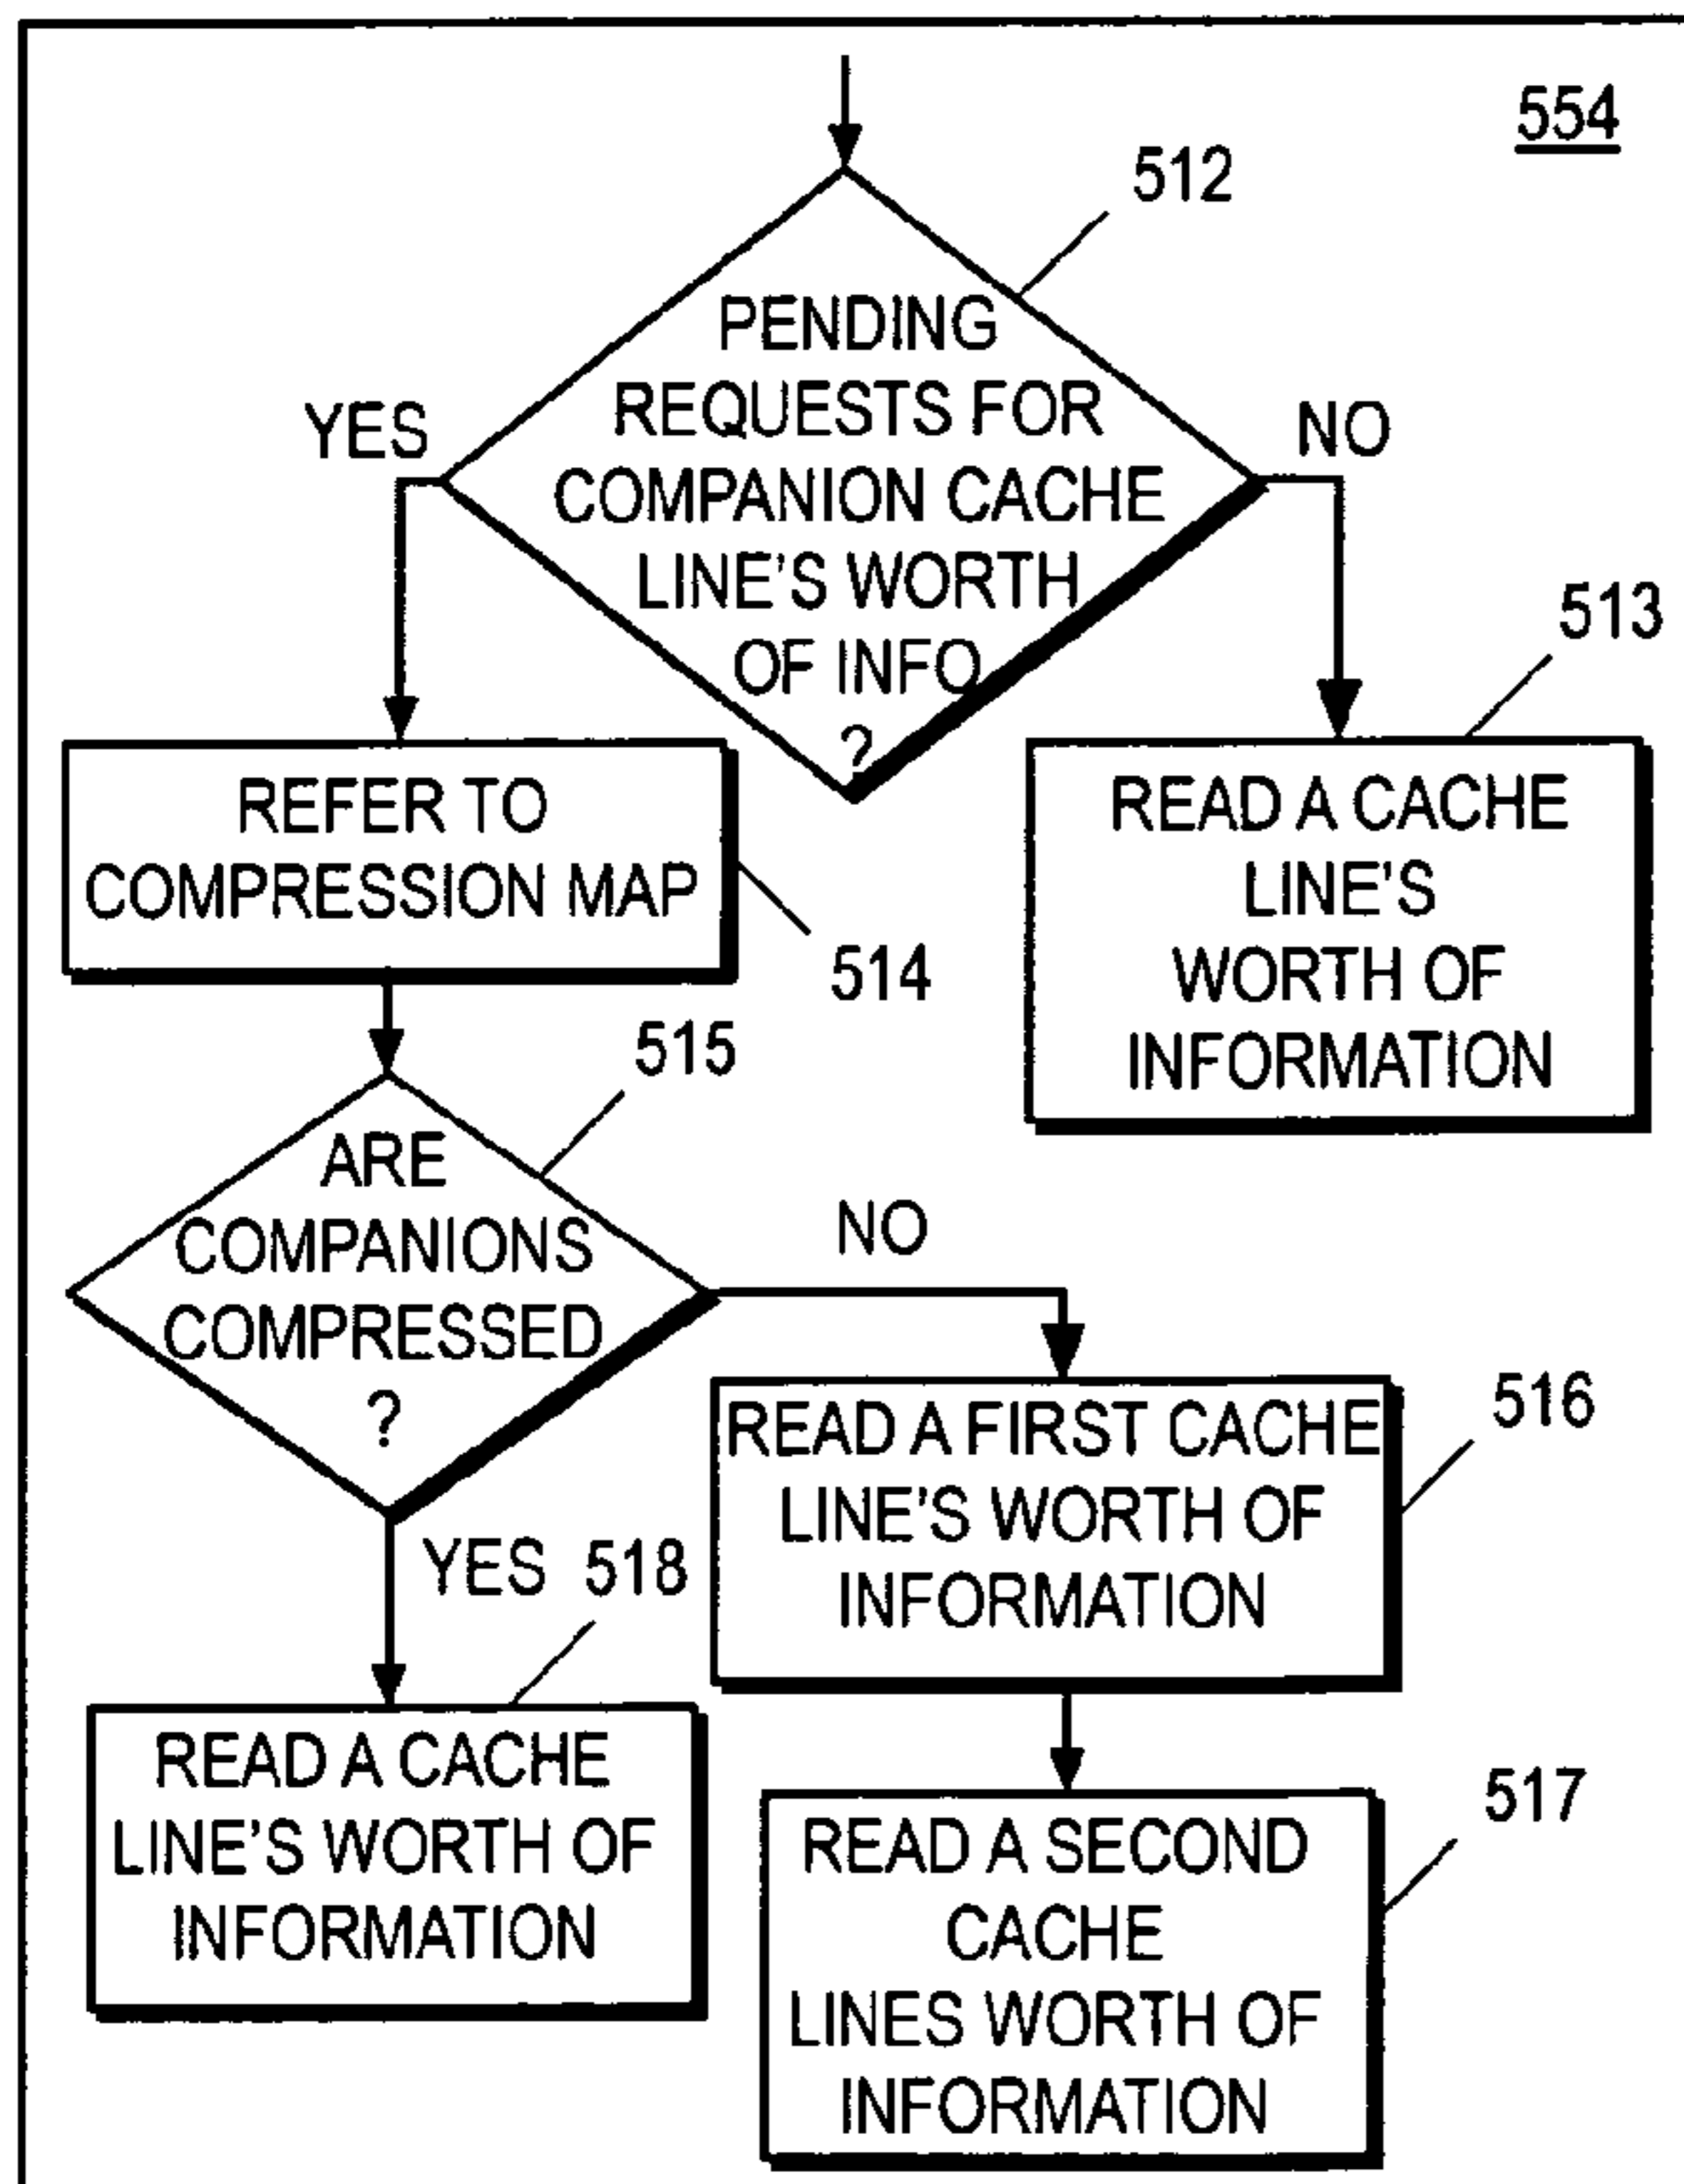 554
512
PENDING
REQUESTS FOR
COMPANION CACHE
LINE'S WORTH
OF INFO
?
YES
NO
513
REFER TO
COMPRESSION MAP
514
READ A CACHE
LINE'S
WORTH OF
INFORMATION
515
ARE
COMPANIONS
COMPRESSED
?
NO
YES
516
READ A FIRST CACHE
LINE'S WORTH OF
INFORMATION
518
READ A CACHE
LINE'S WORTH OF
INFORMATION
517
READ A SECOND
CACHE
LINES WORTH OF
INFORMATION